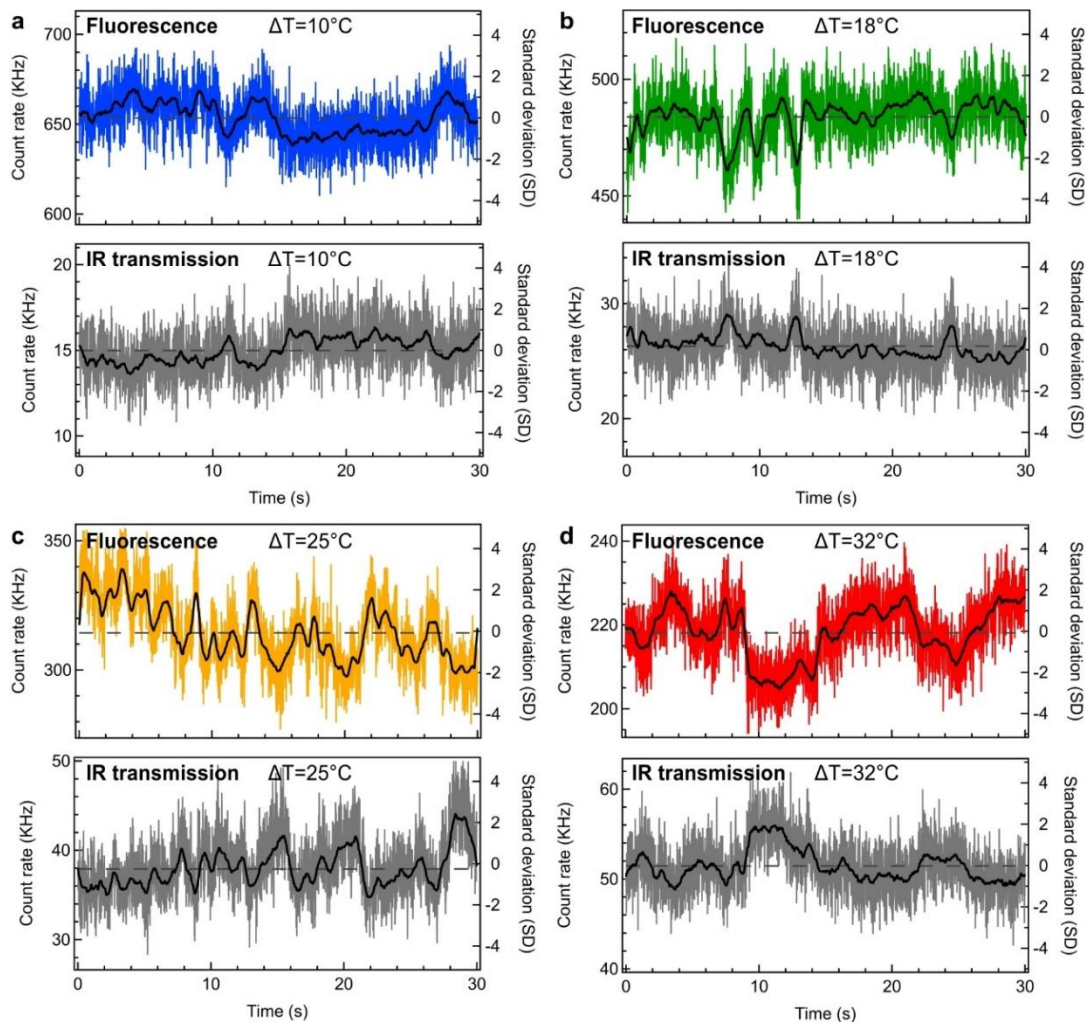 a
Fluorescence ΔT=10°C
Count rate (KHz)
700
650
600
Standard deviation (SD)
4
2
0
-2
-4
IR transmission ΔT=10°C
Count rate (KHz)
20
15
10
Standard deviation (SD)
4
2
0
-2
-4
0 10 20 30
Time (s)
b
Fluorescence ΔT=18°C
Count rate (KHz)
500
450
Standard deviation (SD)
4
2
0
-2
-4
IR transmission ΔT=18°C
Count rate (KHz)
30
20
Standard deviation (SD)
4
2
0
-2
-4
0 10 20 30
Time (s)
c
Fluorescence ΔT=25°C
Count rate (KHz)
350
300
Standard deviation (SD)
4
2
0
-2
-4
IR transmission ΔT=25°C
Count rate (KHz)
50
40
30
Standard deviation (SD)
4
2
0
-2
-4
0 10 20 30
Time (s)
d
Fluorescence ΔT=32°C
Count rate (KHz)
240
220
200
Standard deviation (SD)
4
2
0
-2
-4
IR transmission ΔT=32°C
Count rate (KHz)
60
50
40
Standard deviation (SD)
4
2
0
-2
-4
0 10 20 30
Time (s)